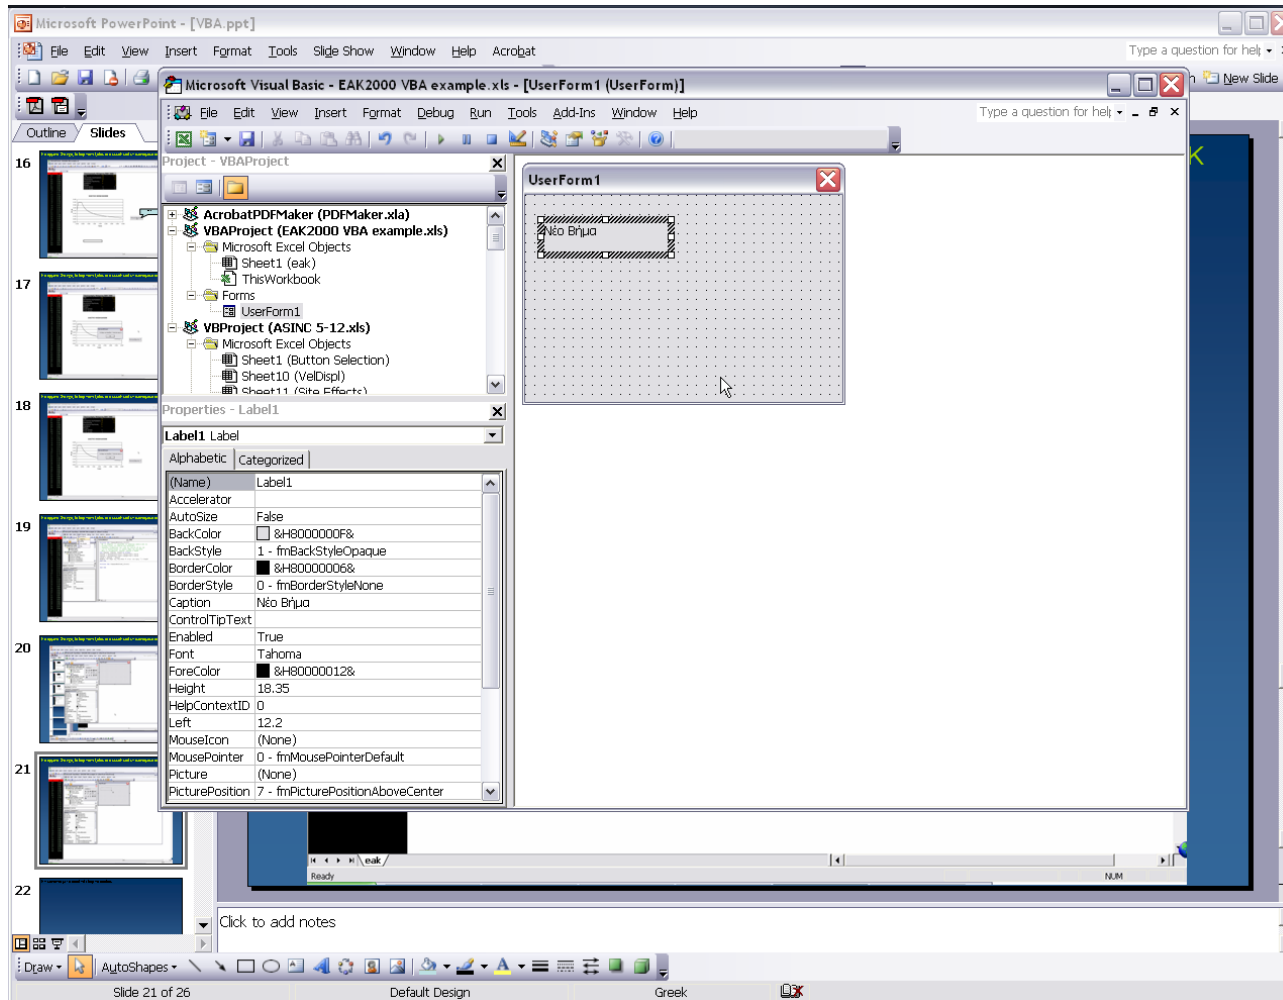 Microsoft PowerPoint - [VBA.ppt]
File Edit View Insert Format Tools Slide Show Window Help Acrobat
Type a question for help
New Slide
Outline Slides
Microsoft Visual Basic - EAK2000 VBA example.xls - [UserForm1 (UserForm)]
File Edit View Insert Format Debug Run Tools Add-Ins Window Help
Type a question for help
Project - VBAProject
AcrobatPDFMaker (PDFMaker.xla)
VBAProject (EAK2000 VBA example.xls)
Microsoft Excel Objects
Sheet1 (eak)
ThisWorkbook
Forms
UserForm1
VBProject (ASINC 5-12.xls)
Microsoft Excel Objects
Sheet1 (Button Selection)
Sheet10 (VelDispl)
Sheet11 (Site Effects)
Properties - Label1
Label1 Label
Alphabetic Categorized
(Name) Label1
Accelerator
AutoSize False
BackColor &H8000000F&
BackStyle 1 - fmBackStyleOpaque
BorderColor &H80000006&
BorderStyle 0 - fmBorderStyleNone
Caption Νέο Βήμα
ControlTipText
Enabled True
Font Tahoma
ForeColor &H80000012&
Height 18.35
HelpContextID 0
Left 12.2
MouseIcon (None)
MousePointer 0 - fmMousePointerDefault
Picture (None)
PicturePosition 7 - fmPicturePositionAboveCenter
UserForm1
Νέο Βήμα
K
16
17
18
19
20
21
22
eak
Ready
NUM
Click to add notes
Draw AutoShapes
Slide 21 of 26 Default Design Greek